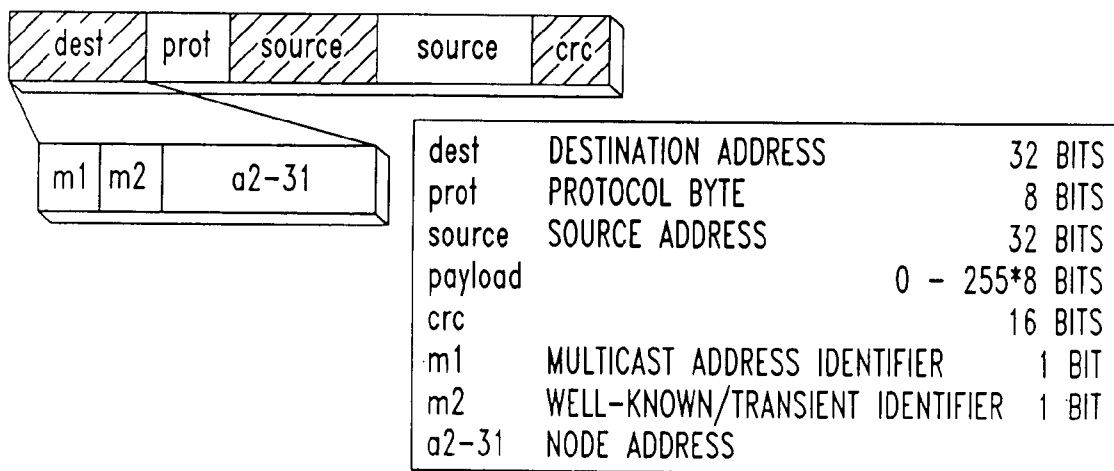 dest prot source source crc
m1 m2 a2-31
dest DESTINATION ADDRESS 32 BITS
prot PROTOCOL BYTE 8 BITS
source SOURCE ADDRESS 32 BITS
payload 0 - 255*8 BITS
crc 16 BITS
m1 MULTICAST ADDRESS IDENTIFIER 1 BIT
m2 WELL-KNOWN/TRANSIENT IDENTIFIER 1 BIT
a2-31 NODE ADDRESS